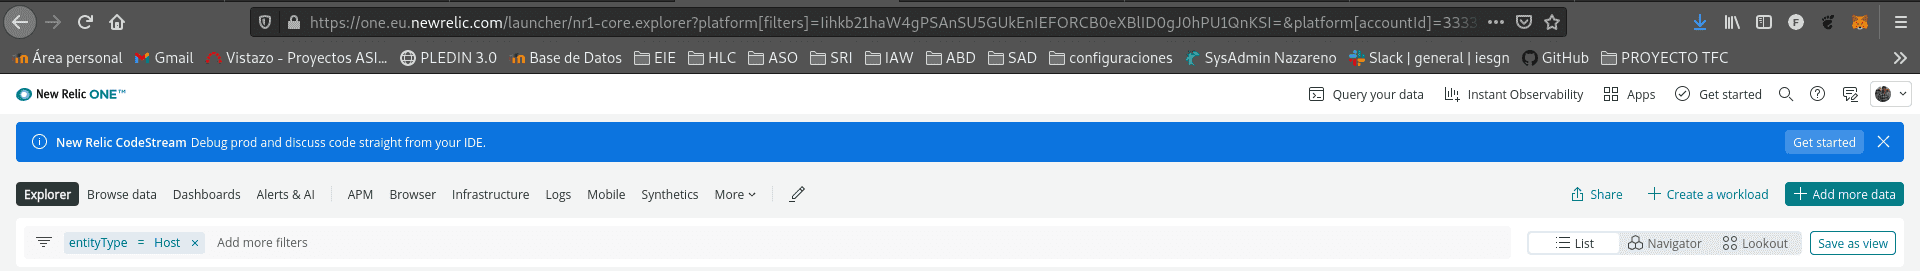 https://one.eu.newrelic.com/launcher/nr1-core.explorer?platform[filters]=Iihkb21haW4gPSAnSU5GUkEnIEFORCB0eXBlID0gJ0hPU1QnKSI=&platform[accountId]=3333
Área personal Gmail Vistazo - Proyectos ASI... PLEDIN 3.0 Base de Datos EIE HLC ASO SRI IAW ABD SAD configuraciones SysAdmin Nazareno Slack | general | iesgn GitHub PROYECTO TFC
New Relic ONE™ Query your data Instant Observability Apps Get started
New Relic CodeStream Debug prod and discuss code straight from your IDE. Get started
Explorer Browse data Dashboards Alerts & AI APM Browser Infrastructure Logs Mobile Synthetics More Share + Create a workload + Add more data
entityType = Host × Add more filters List Navigator Lookout Save as view